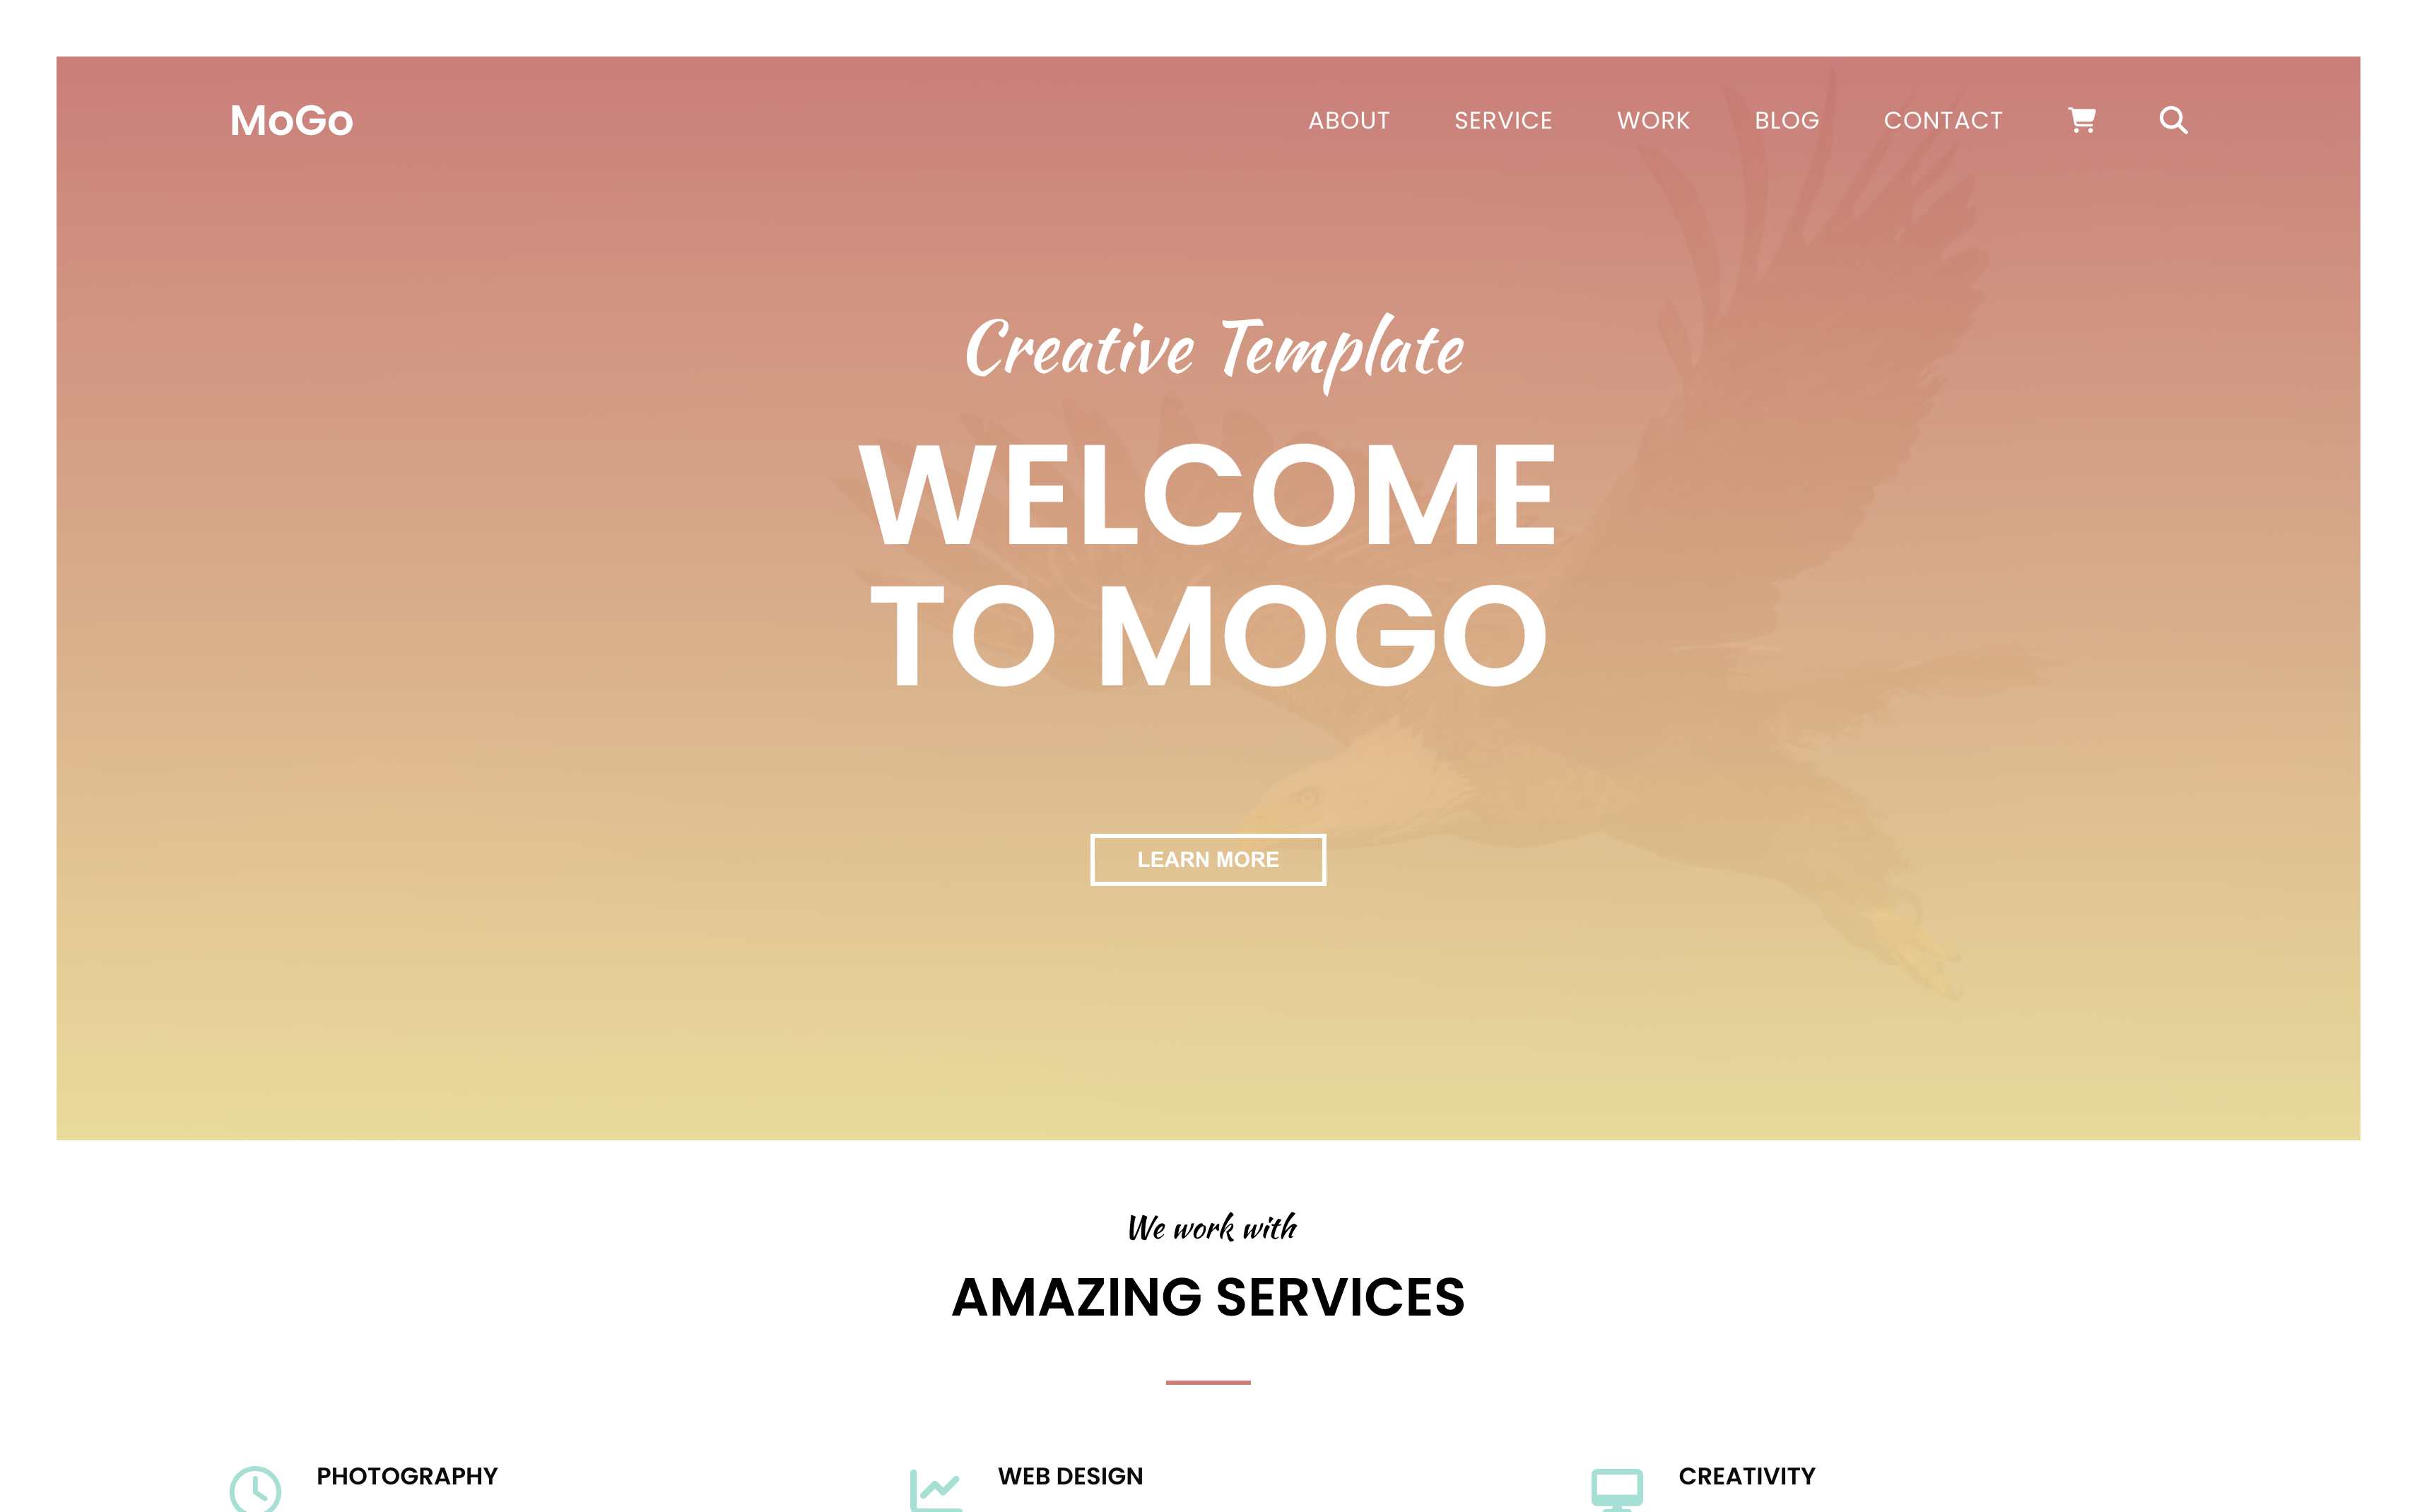 MoGo
ABOUT SERVICE WORK BLOG CONTACT
Creative Template
WELCOME
TO MOGO
LEARN MORE
We work with
AMAZING SERVICES
PHOTOGRAPHY
WEB DESIGN
CREATIVITY